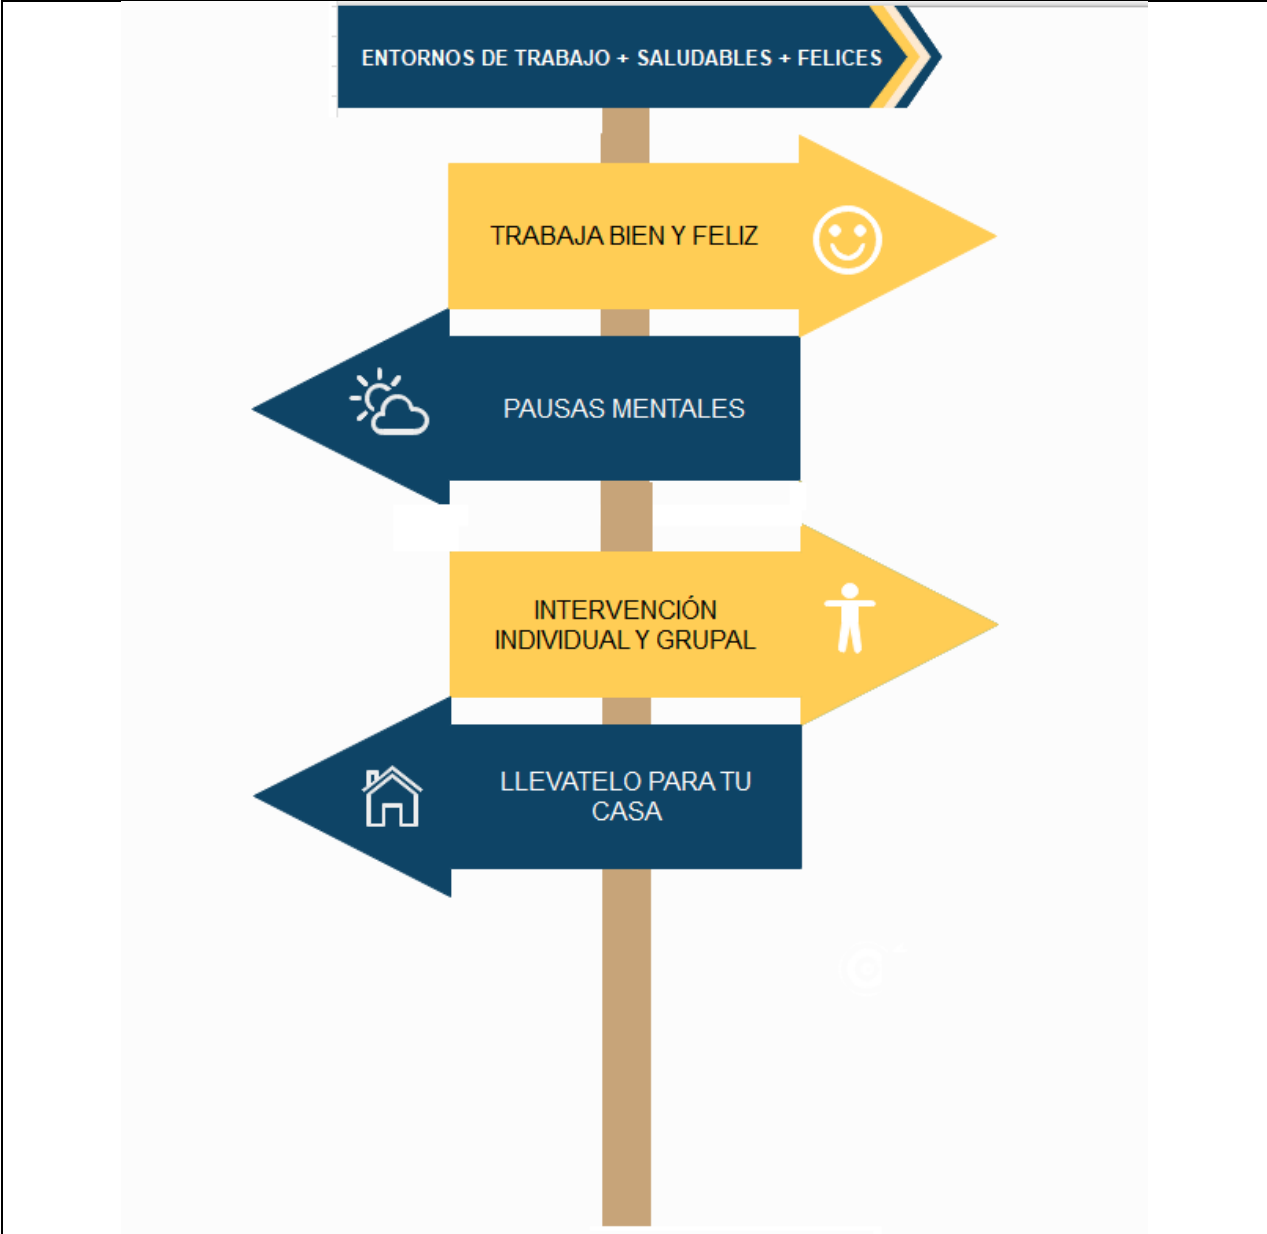 ENTORNOS DE TRABAJO + SALUDABLES + FELICES
TRABAJA BIEN Y FELIZ
PAUSAS MENTALES
INTERVENCIÓN
INDIVIDUAL Y GRUPAL
LLEVATELO PARA TU
CASA